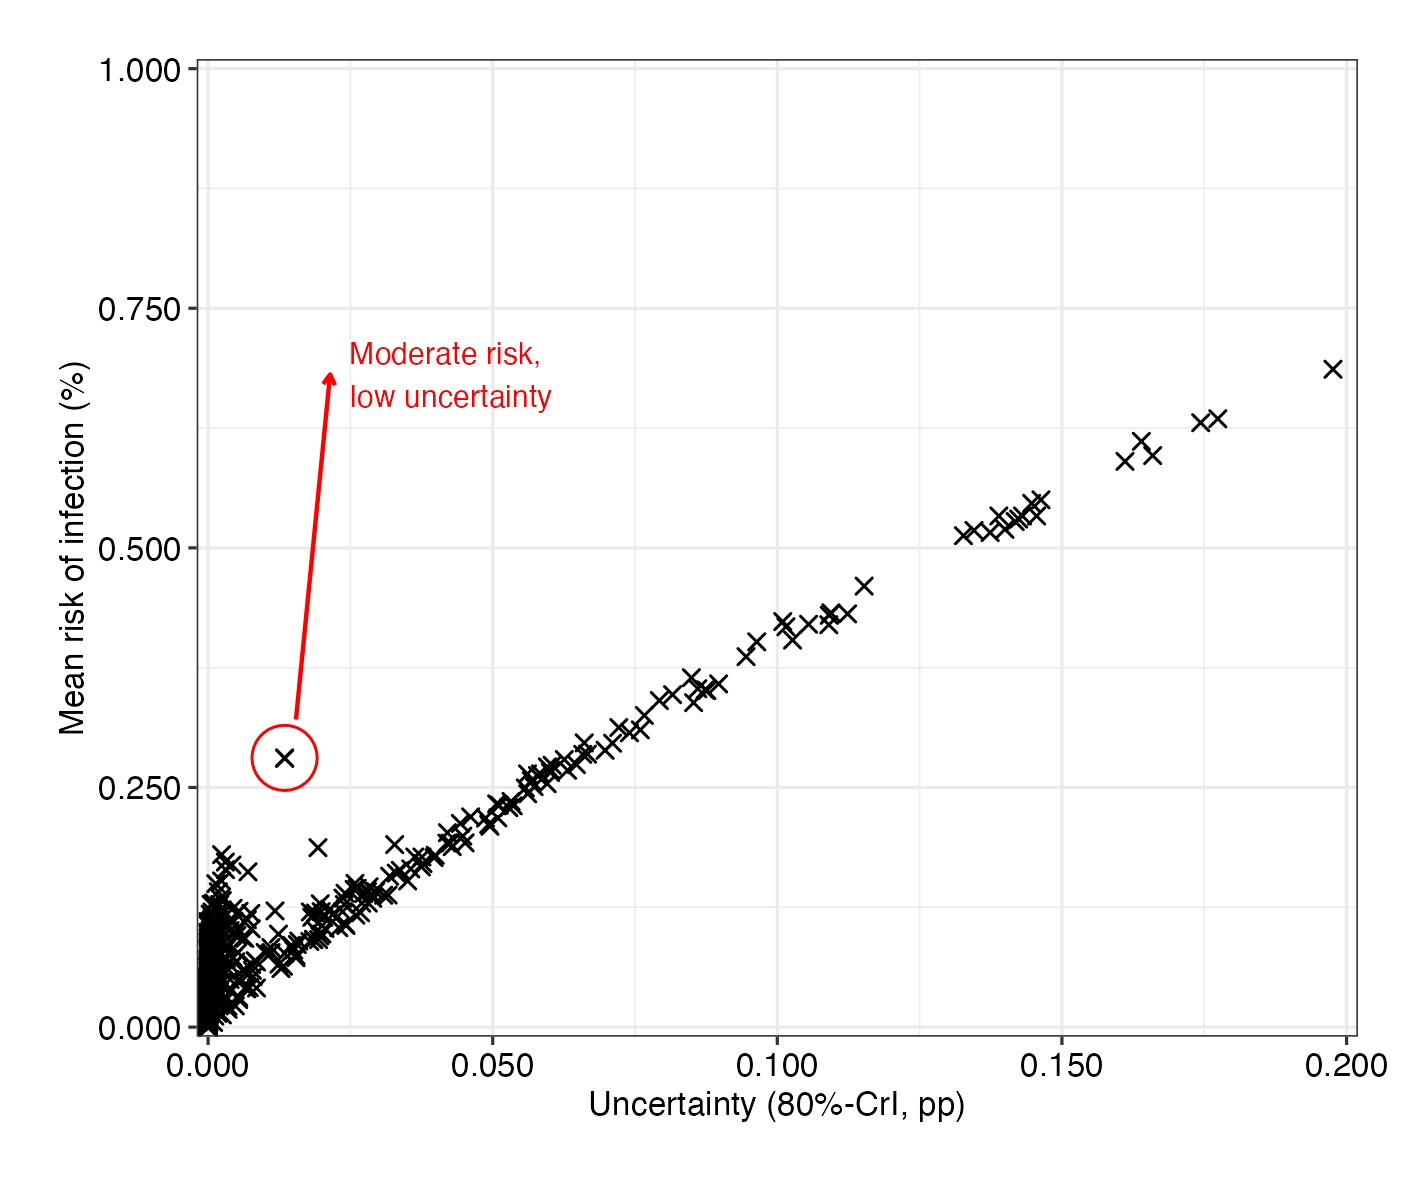 1.000
0.750
Moderate risk,
low uncertainty
Mean risk of infection (%)
0.500
0.250
0.000
0.000 0.050 0.100 0.150 0.200
Uncertainty (80%-CrI, pp)